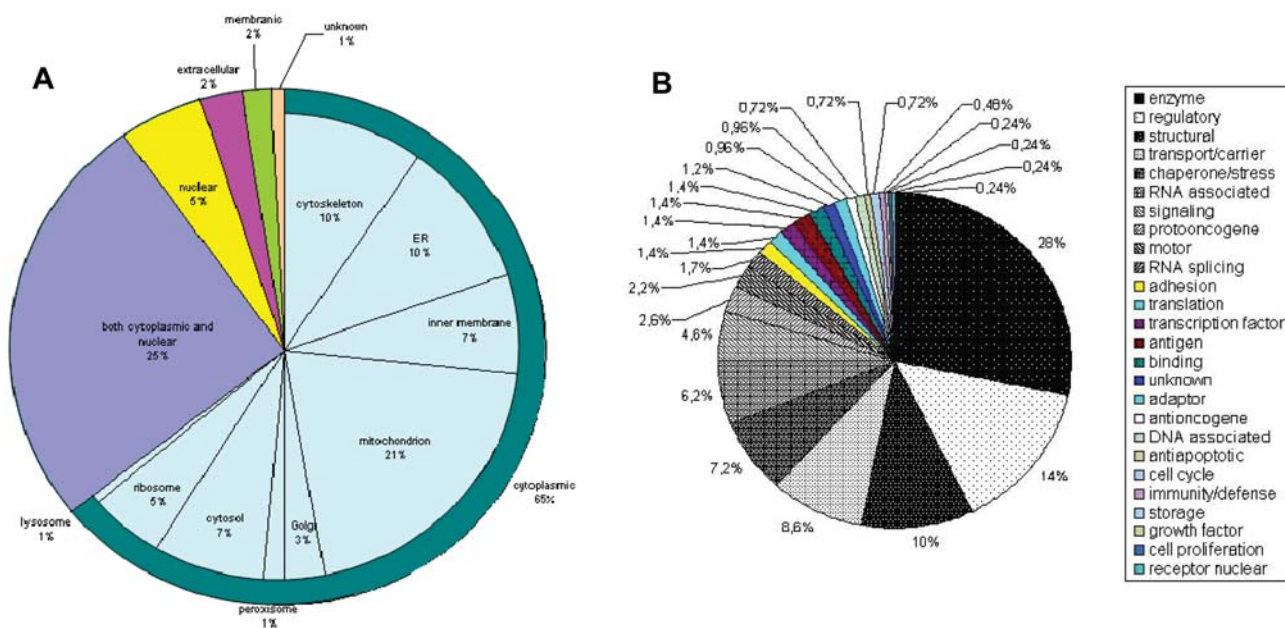 A
membranic
2%
unknown
1%
extracellular
2%
nuclear
5%
cytoskeleton
10%
ER
10%
inner membrane
7%
both cytoplasmic and
nuclear
25%
mitochondrion
21%
cytoplasmic
65%
ribosome
5%
cytosol
7%
Golgi
3%
lysosome
1%
peroxisome
1%
B
0,72%
0,72%
0,72%
0,48%
0,96%
0,24%
0,96%
0,24%
1,2%
0,24%
1,4%
0,24%
1,4%
1,4%
1,4%
1,4%
1,7%
2,2%
2,6%
4,6%
6,2%
7,2%
8,6%
10%
14%
28%
enzyme
regulatory
structural
transport/carrier
chaperone/stress
RNA associated
signaling
protooncogene
motor
RNA splicing
adhesion
translation
transcription factor
antigen
binding
unknown
adaptor
antioncogene
DNA associated
antiapoptotic
cell cycle
immunity/defense
storage
growth factor
cell proliferation
receptor nuclear